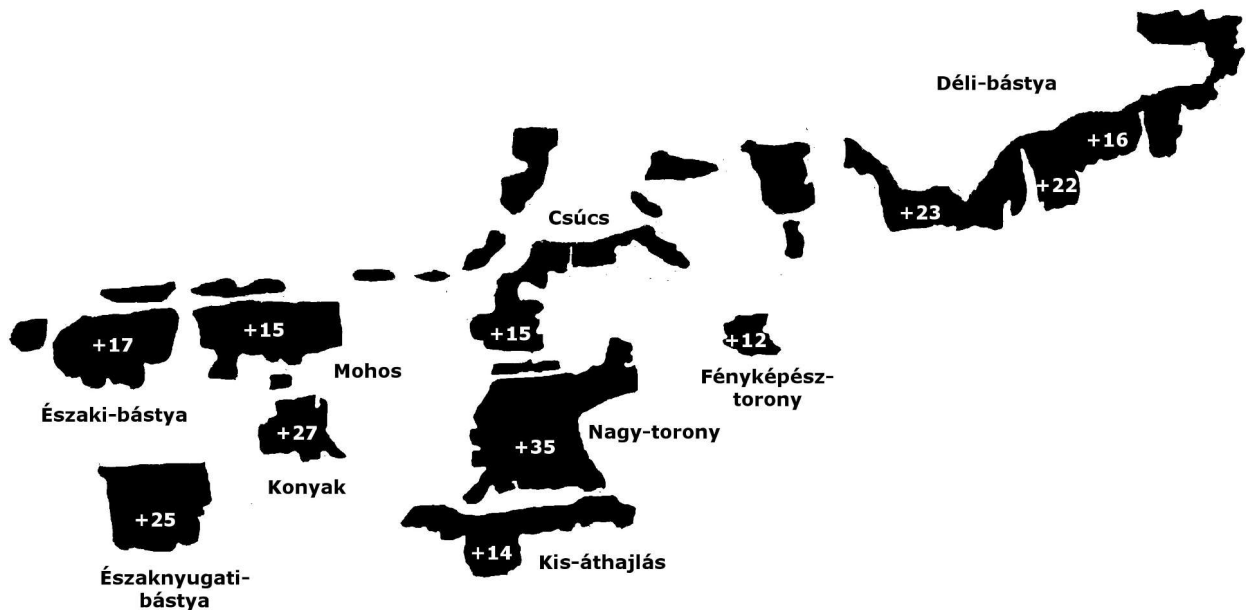 Déli-bástya
+16
+22
+23
Csúcs
+17
+15
+15
+12
Mohos
Fényképész-
torony
Északi-bástya
+27
+35
Nagy-torony
Konyak
+25
+14
Kis-áthajlás
Északnyugati-
bástya